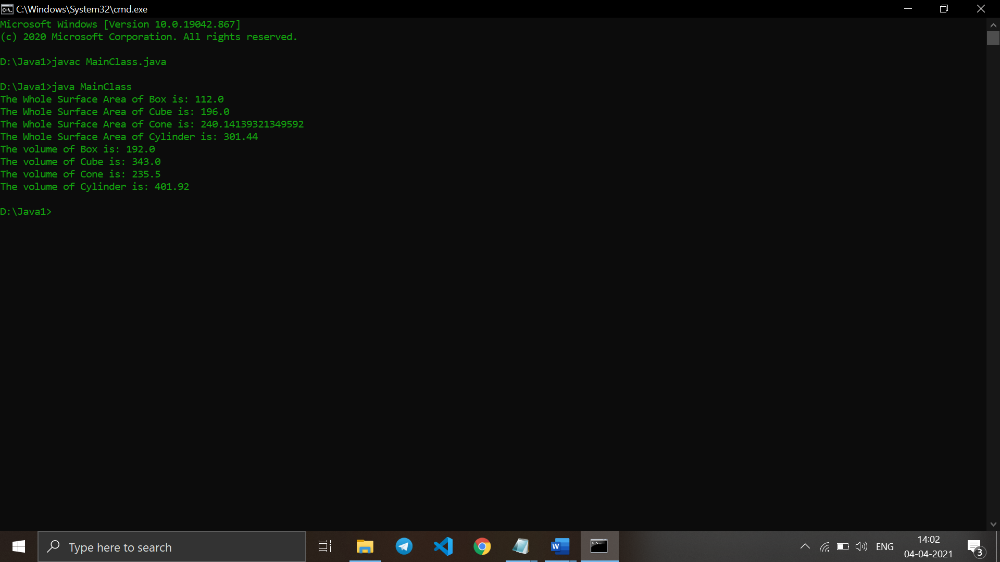 C:\Windows\System32\cmd.exe
Microsoft Windows [Version 10.0.19042.867]
(c) 2020 Microsoft Corporation. All rights reserved.
D:\Java1>javac MainClass.java
D:\Java1>java MainClass
The Whole Surface Area of Box is: 112.0
The Whole Surface Area of Cube is: 196.0
The Whole Surface Area of Cone is: 240.14139321349592
The Whole Surface Area of Cylinder is: 301.44
The volume of Box is: 192.0
The volume of Cube is: 343.0
The volume of Cone is: 235.5
The volume of Cylinder is: 401.92
D:\Java1>
Type here to search
ENG
14:02
04-04-2021
3